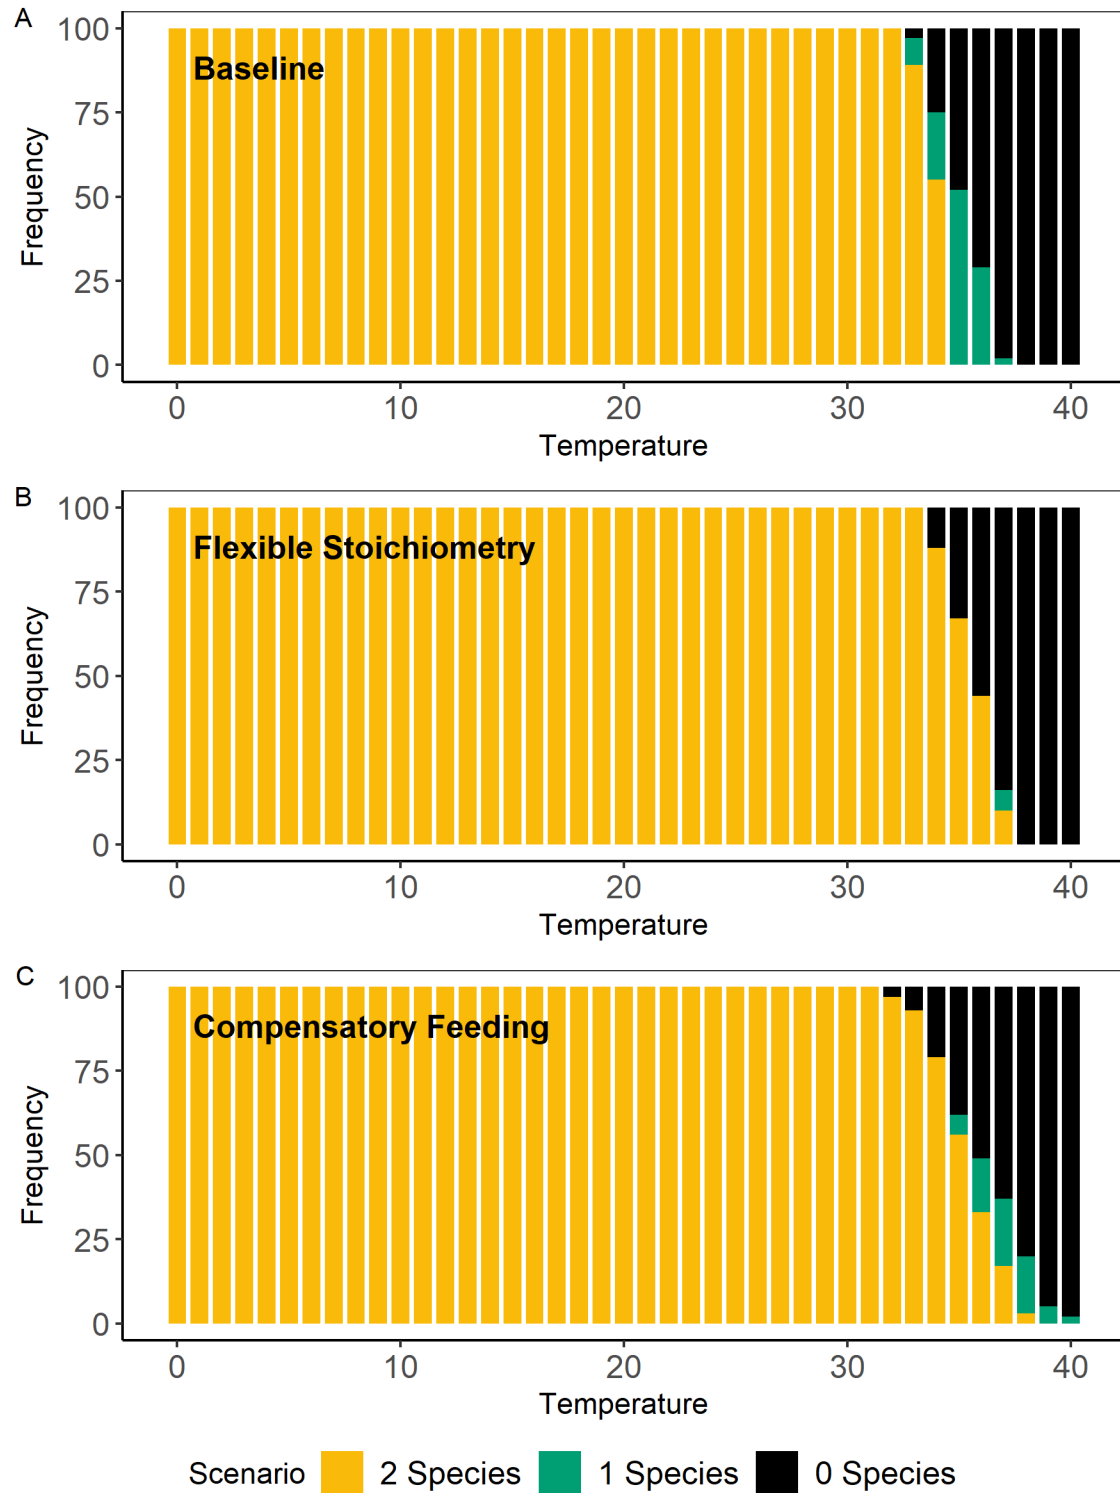 A
Baseline
Frequency
100
75
50
25
0
0 10 20 30 40
Temperature
B
Flexible Stoichiometry
Frequency
100
75
50
25
0
0 10 20 30 40
Temperature
C
Compensatory Feeding
Frequency
100
75
50
25
0
0 10 20 30 40
Temperature
Scenario 2 Species 1 Species 0 Species